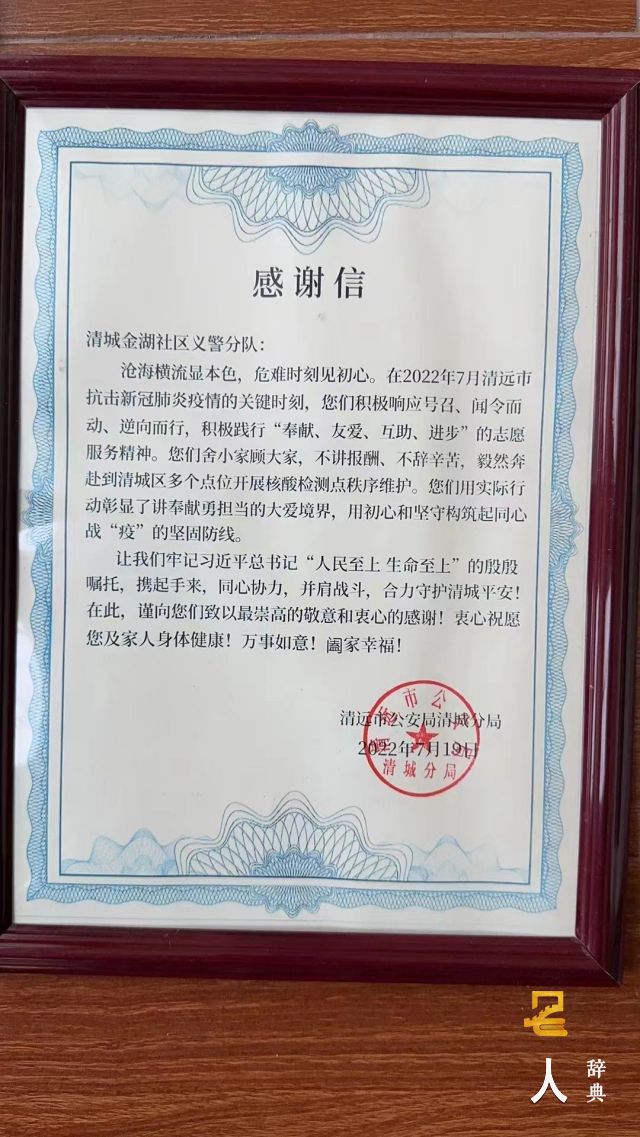 感谢信
清城金湖社区义警分队：
沧海横流显本色，危难时刻见初心。在2022年7月清远市
抗击新冠肺炎疫情的关键时刻，您们积极响应号召、闻令而
动、逆向而行，积极践行“奉献、友爱、互助、进步”的志愿
服务精神。您们舍小家顾大家，不讲报酬、不辞辛苦，毅然奔
赴到清城区多个点位开展核酸检测点秩序维护。您们用实际行
动彰显了讲奉献勇担当的大爱境界，用初心和坚守构筑起同心
战“疫”的坚固防线。
让我们牢记习近平总书记“人民至上 生命至上”的殷殷
嘱托，携起手来，同心协力，并肩战斗，合力守护清城平安！
在此，谨向您们致以最崇高的敬意和衷心的感谢！衷心祝愿
您及家人身体健康！万事如意！阖家幸福！
清远市公安局清城分局
2022年7月19日
清城分局
人
辞典